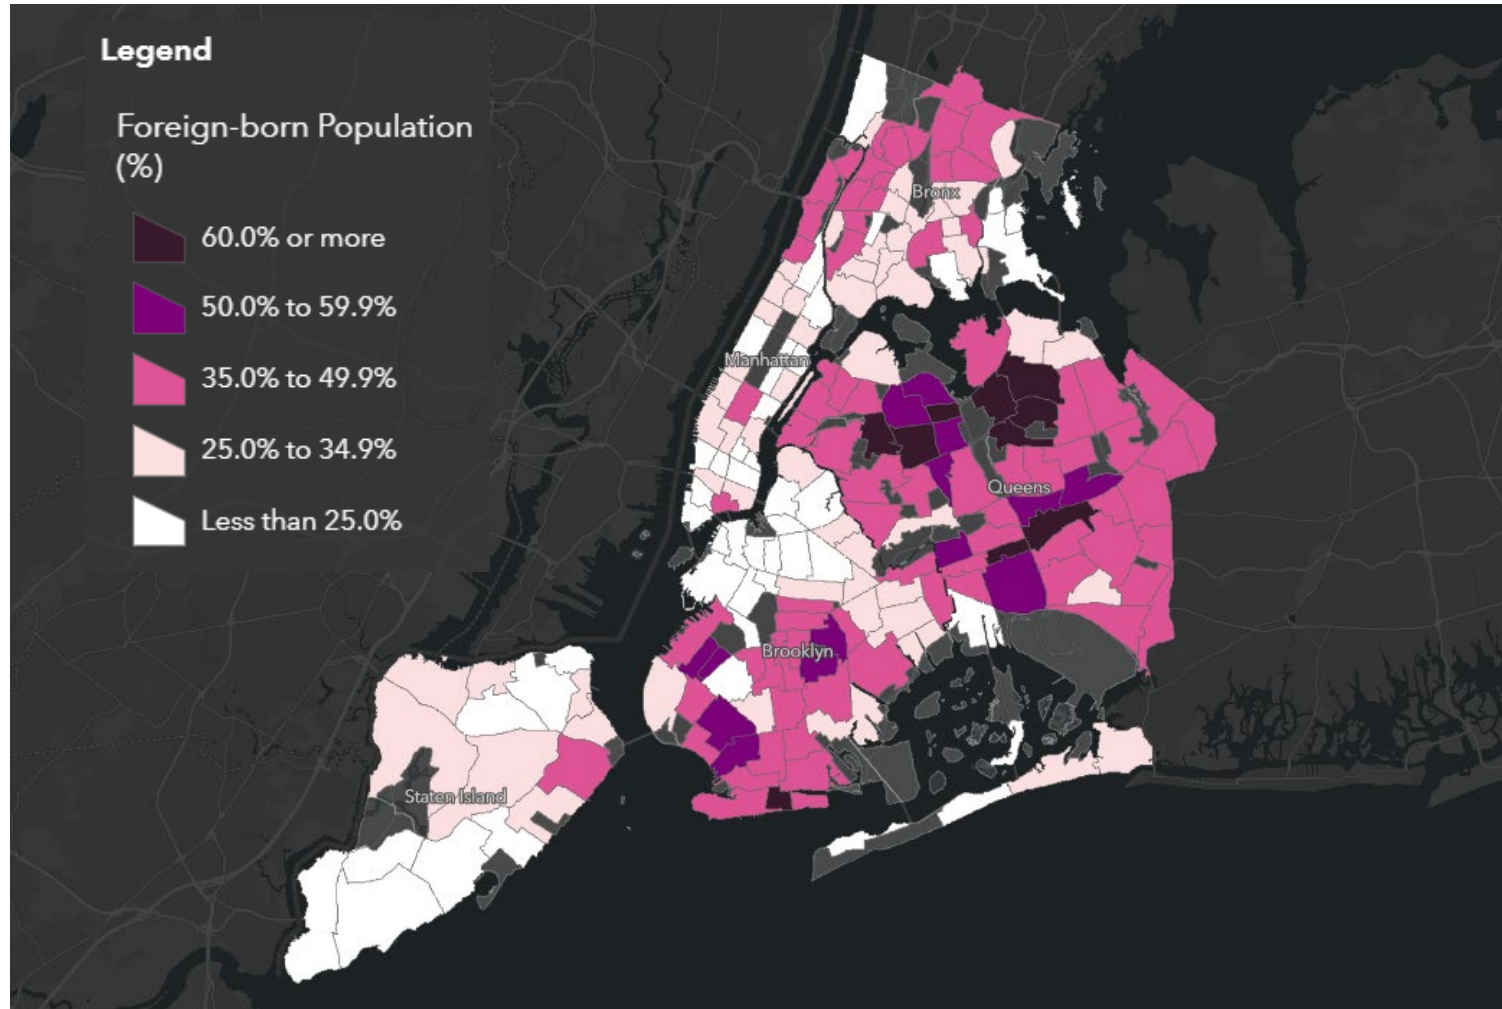 Legend
Foreign-born Population
(%)
60.0% or more
50.0% to 59.9%
35.0% to 49.9%
25.0% to 34.9%
Less than 25.0%
Bronx
Manhattan
Queens
Brooklyn
Staten Island